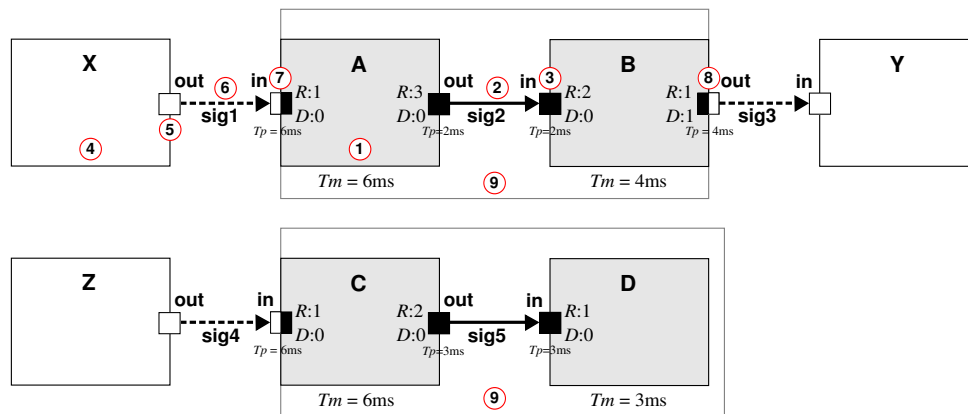 X A B Y
out in out in out in
6 7 2 3 8
R:1 R:3 R:2 R:1
D:0 D:0 D:0 D:1
sig1 sig2 sig3
5
Tp = 6ms Tp=2ms Tp=2ms Tp = 4ms
4 1
Tm = 6ms 9 Tm = 4ms
Z C D
out in out in
R:1 R:2 R:1
D:0 D:0 D:0
sig4 sig5
Tp = 6ms Tp=3ms Tp=3ms
Tm = 6ms 9 Tm = 3ms